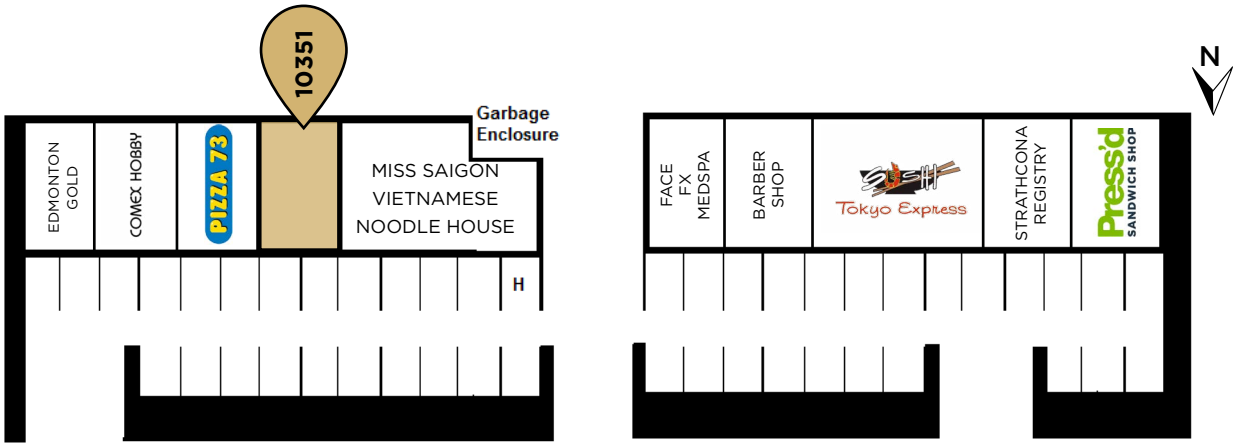 10351
N
Garbage
Enclosure
EDMONTON
GOLD
COMEX HOBBY
PIZZA 73
MISS SAIGON
VIETNAMESE
NOODLE HOUSE
FACE
FX
MEDSPA
BARBER
SHOP
SUSHI
Tokyo Express
STRATHCONA
REGISTRY
Press'd
SANDWICH SHOP
H